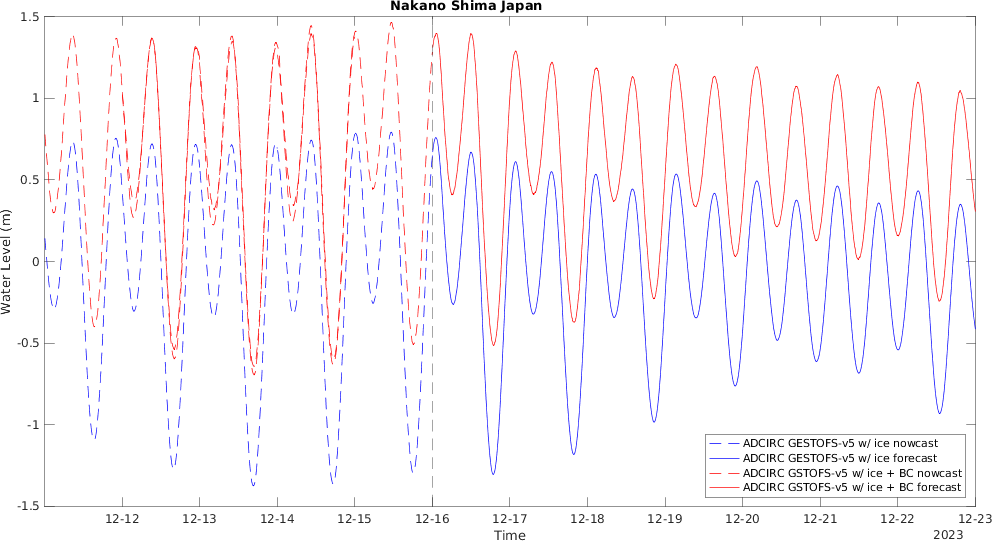 Nakano Shima Japan
1.5
1
0.5
0
-0.5
-1
-1.5
Water Level (m)
12-12 12-13 12-14 12-15 12-16 12-17 12-18 12-19 12-20 12-21 12-22 12-23
Time
2023
ADCIRC GESTOFS-v5 w/ ice nowcast
ADCIRC GESTOFS-v5 w/ ice forecast
ADCIRC GSTOFS-v5 w/ ice + BC nowcast
ADCIRC GSTOFS-v5 w/ ice + BC forecast